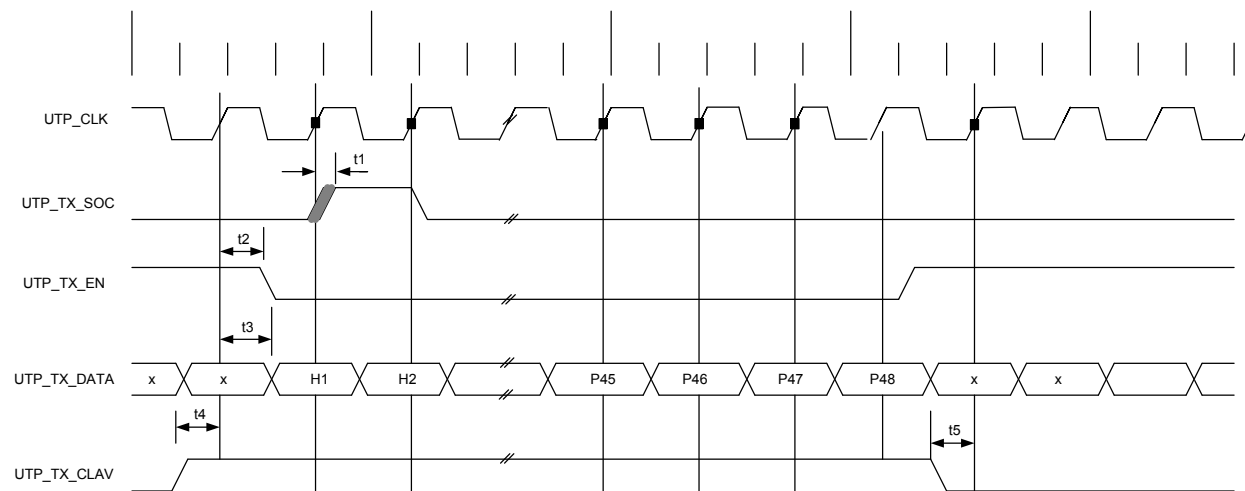 UTP_CLK
t1
UTP_TX_SOC
t2
UTP_TX_EN
t3
UTP_TX_DATA x x H1 H2 P45 P46 P47 P48 x x
t4 t5
UTP_TX_CLAV